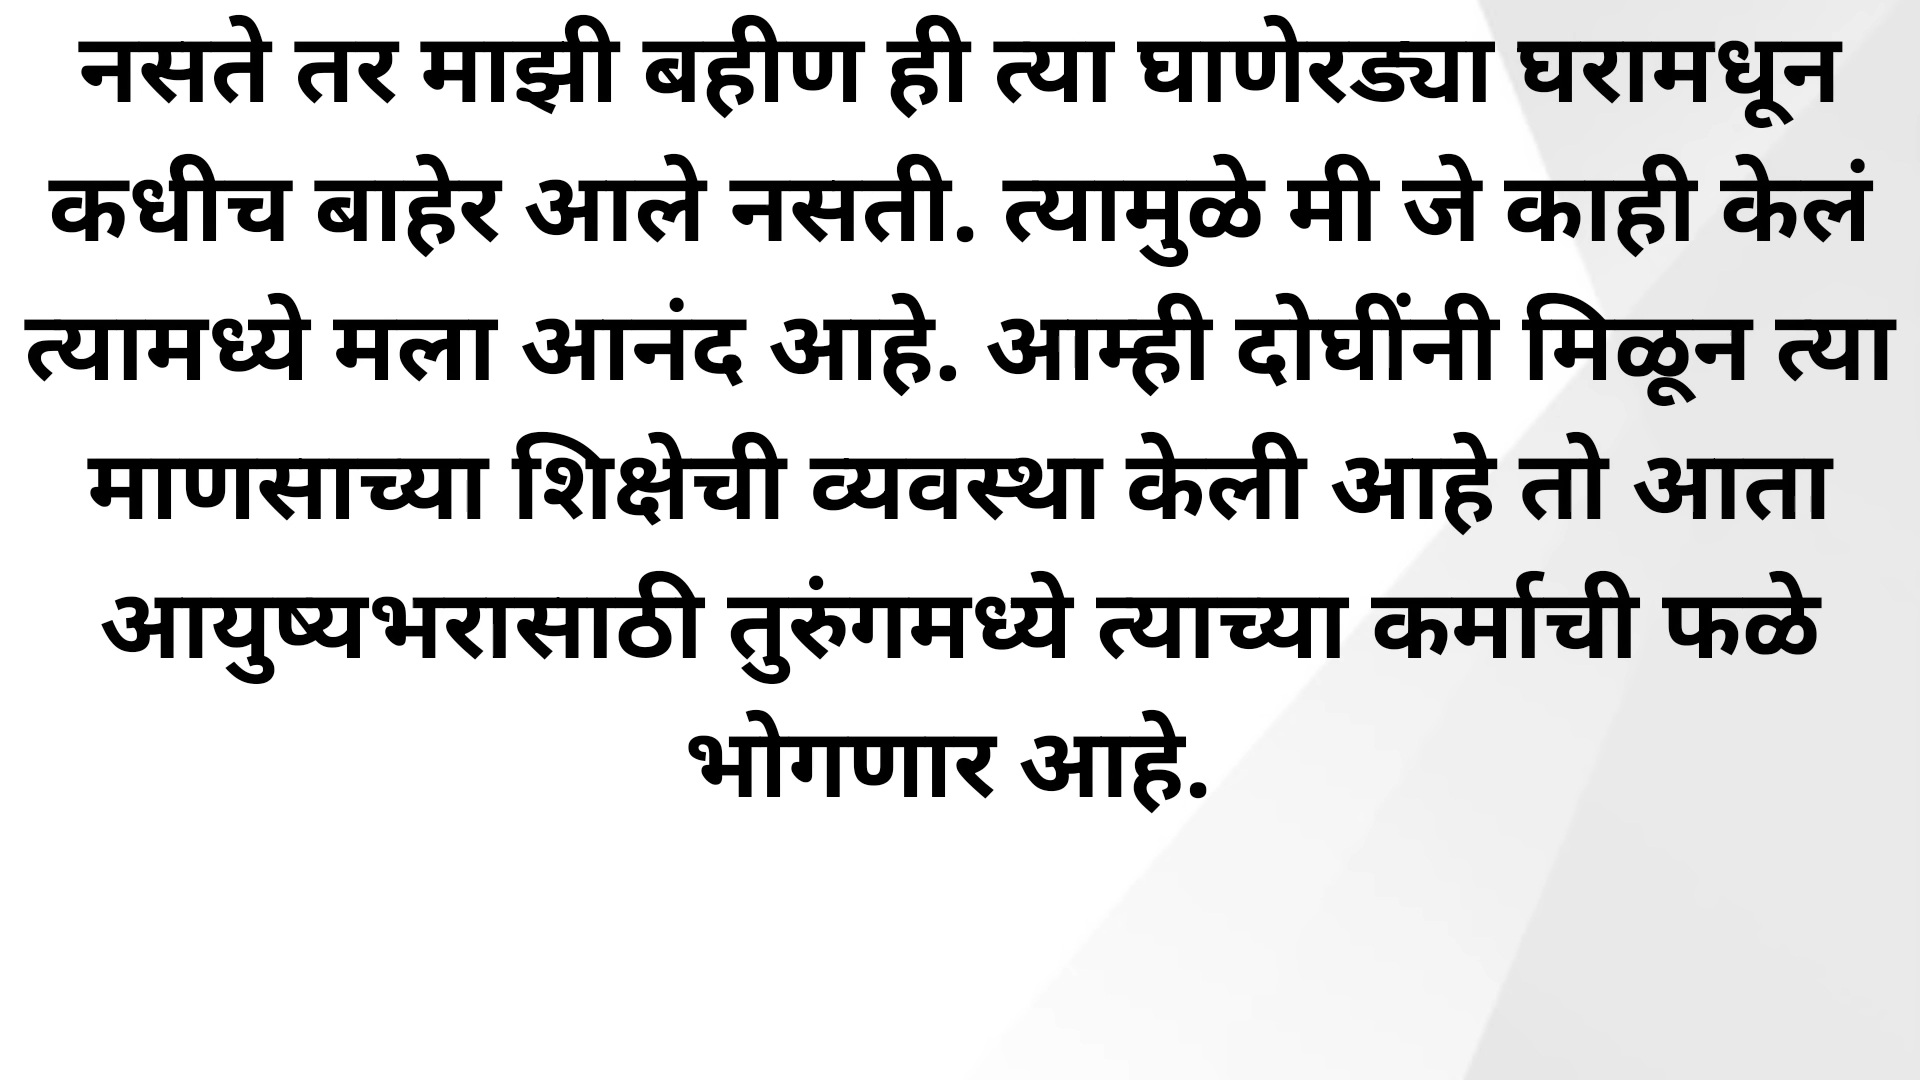 नसते तर माझी बहीण ही त्या घाणेरड्या घरामधून
कधीच बाहेर आले नसती. त्यामुळे मी जे काही केलं
त्यामध्ये मला आनंद आहे. आम्ही दोघींनी मिळून त्या
माणसाच्या शिक्षेची व्यवस्था केली आहे तो आता
आयुष्यभरासाठी तुरुंगमध्ये त्याच्या कर्माची फळे
भोगणार आहे.